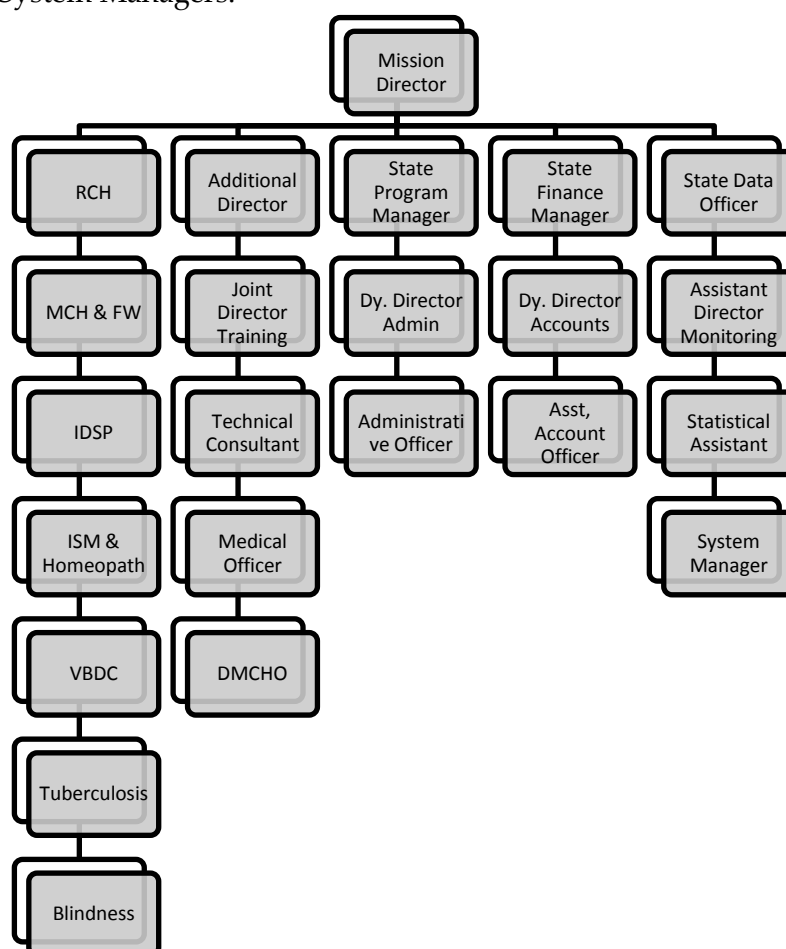 System Managers.
Mission
Director
RCH
Additional
Director
State
Program
Manager
State
Finance
Manager
State Data
Officer
MCH & FW
Joint
Director
Training
Dy. Director
Admin
Dy. Director
Accounts
Assistant
Director
Monitoring
IDSP
Technical
Consultant
Administrati
ve Officer
Asst,
Account
Officer
Statistical
Assistant
ISM &
Homeopath
Medical
Officer
System
Manager
VBDC
DMCHO
Tuberculosis
Blindness